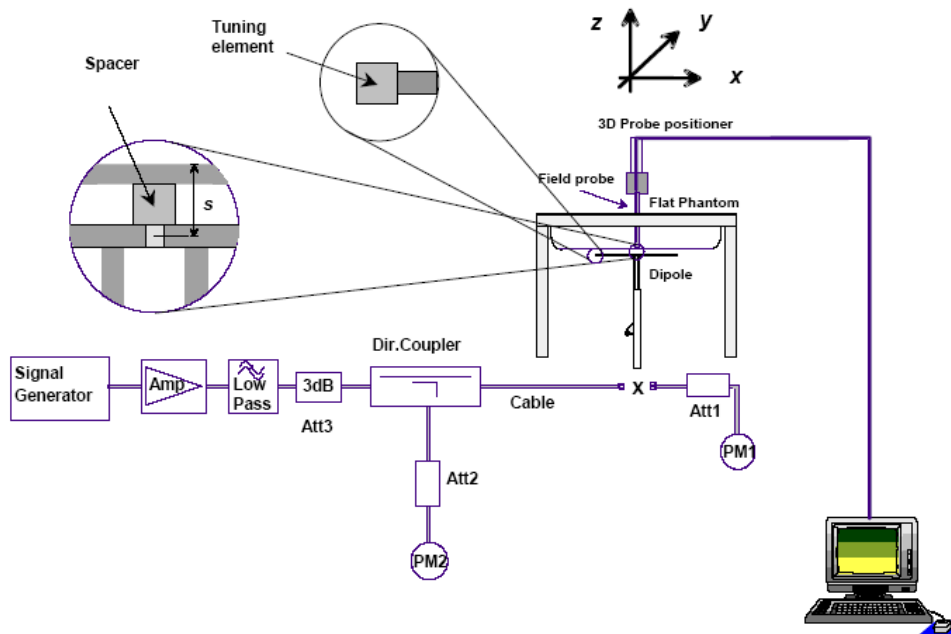 Tuning
element
Spacer
s
z
y
x
3D Probe positioner
Field probe
Flat Phantom
Dipole
Signal
Generator
Amp
Low
Pass
3dB
Att3
Dir.Coupler
Cable
X
Att1
PM1
Att2
PM2